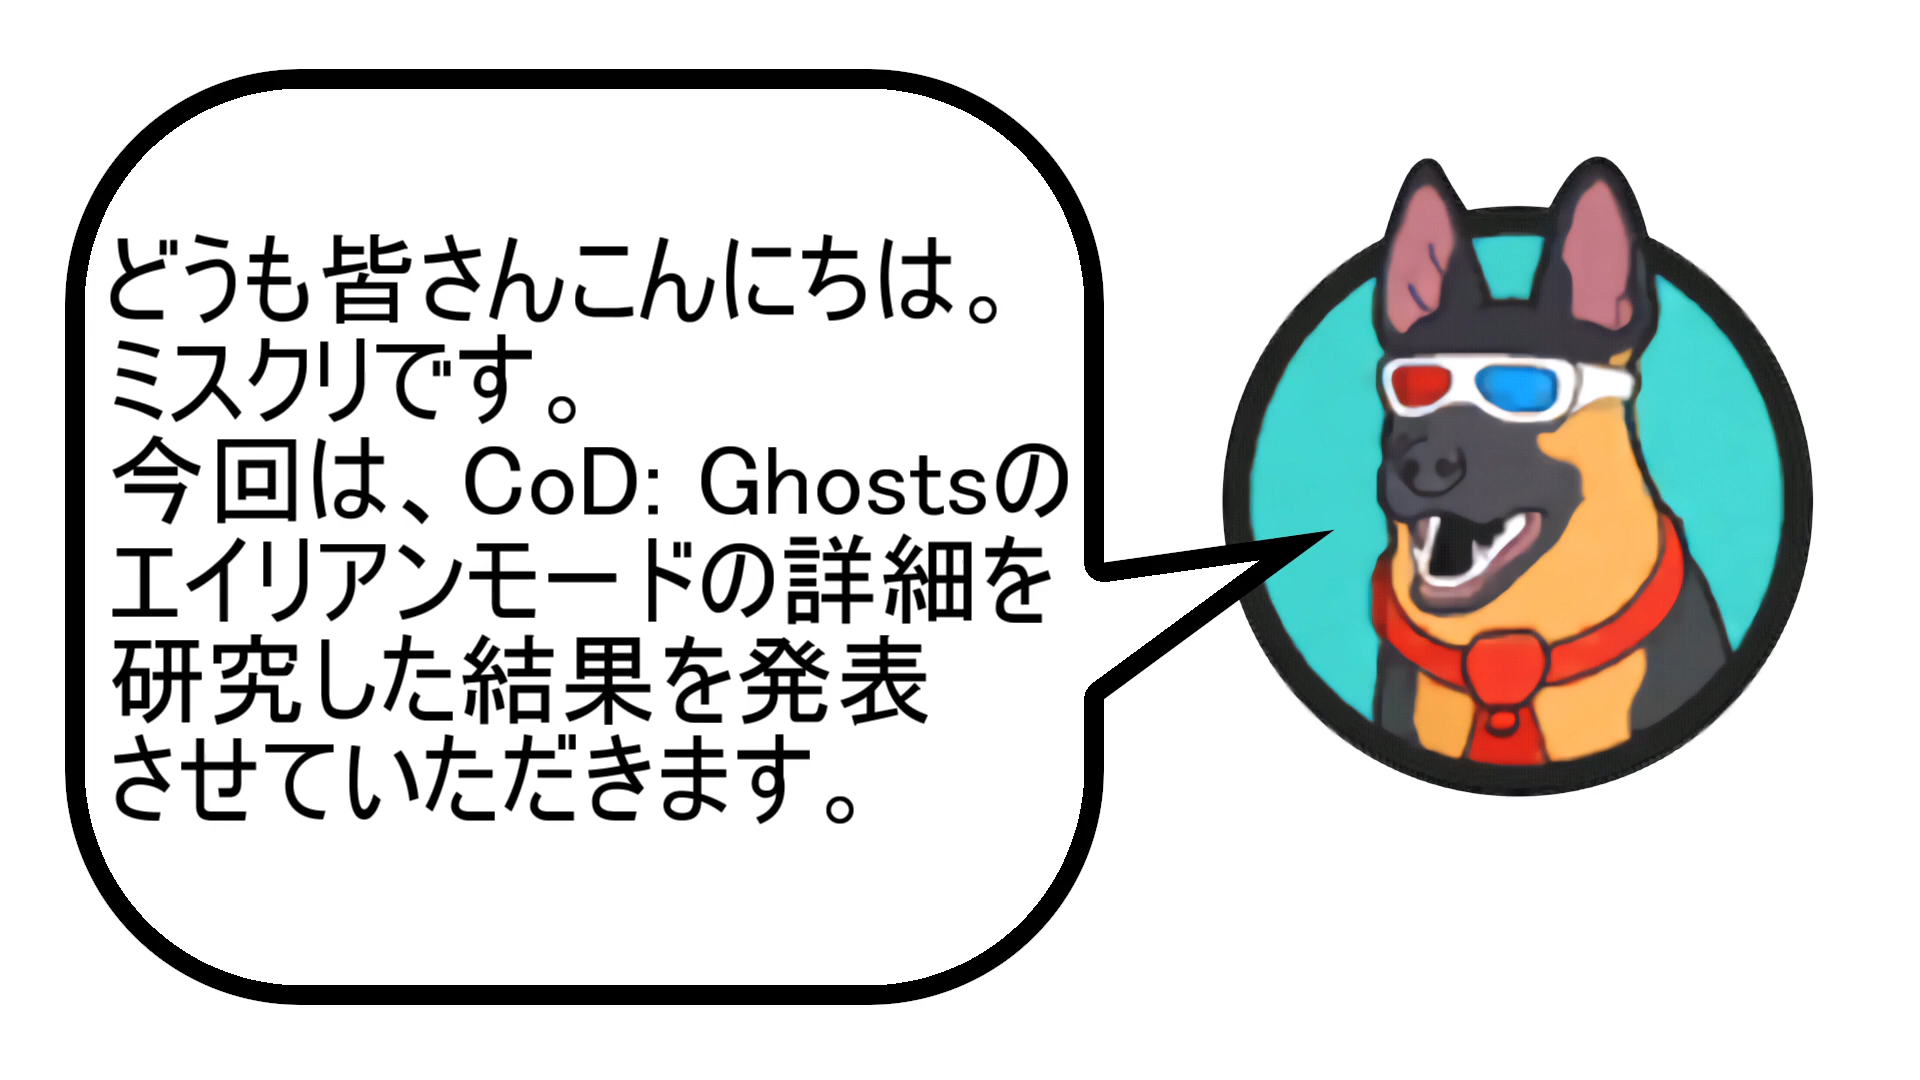 どうも皆さんこんにちは。
ミスクリです。
今回は、CoD: Ghostsの
エイリアンモードの詳細を
研究した結果を発表
させていただきます。